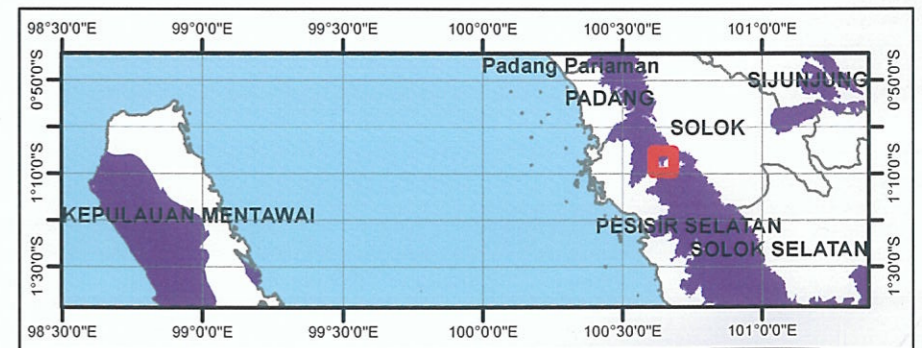 98°30'0"E 99°0'0"E 99°30'0"E 100°0'0"E 100°30'0"E 101°0'0"E
0°50'0"S 0°50'0"S
Padang Pariaman
SIJUNJUNG
PADANG
SOLOK
1°10'0"S 1°10'0"S
KEPULAUAN MENTAWAI
PESISIR SELATAN
SOLOK SELATAN
1°30'0"S 1°30'0"S
98°30'0"E 99°0'0"E 99°30'0"E 100°0'0"E 100°30'0"E 101°0'0"E